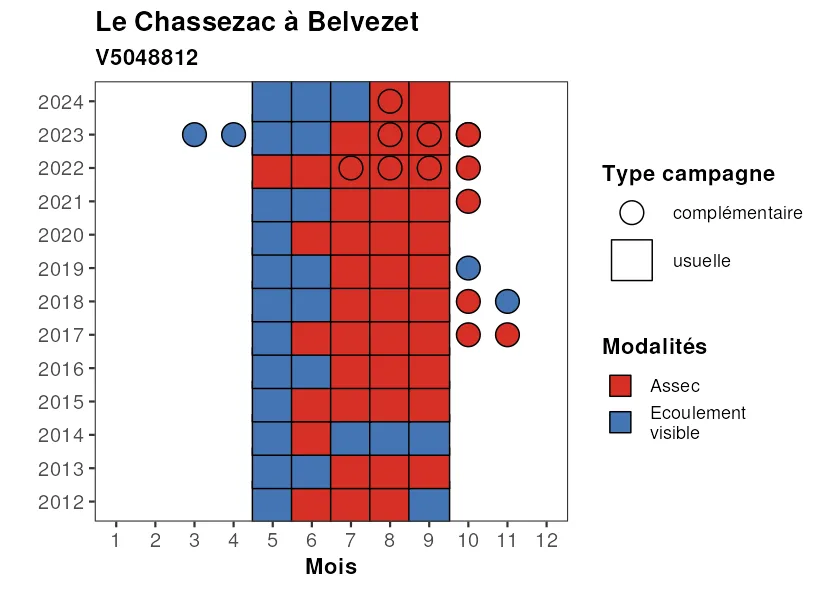 Le Chassezac à Belvezet
V5048812
2024
2023
2022
2021
2020
2019
2018
2017
2016
2015
2014
2013
2012
1 2 3 4 5 6 7 8 9 10 11 12
Mois
Type campagne
complémentaire
usuelle
Modalités
Assec
Ecoulement
visible